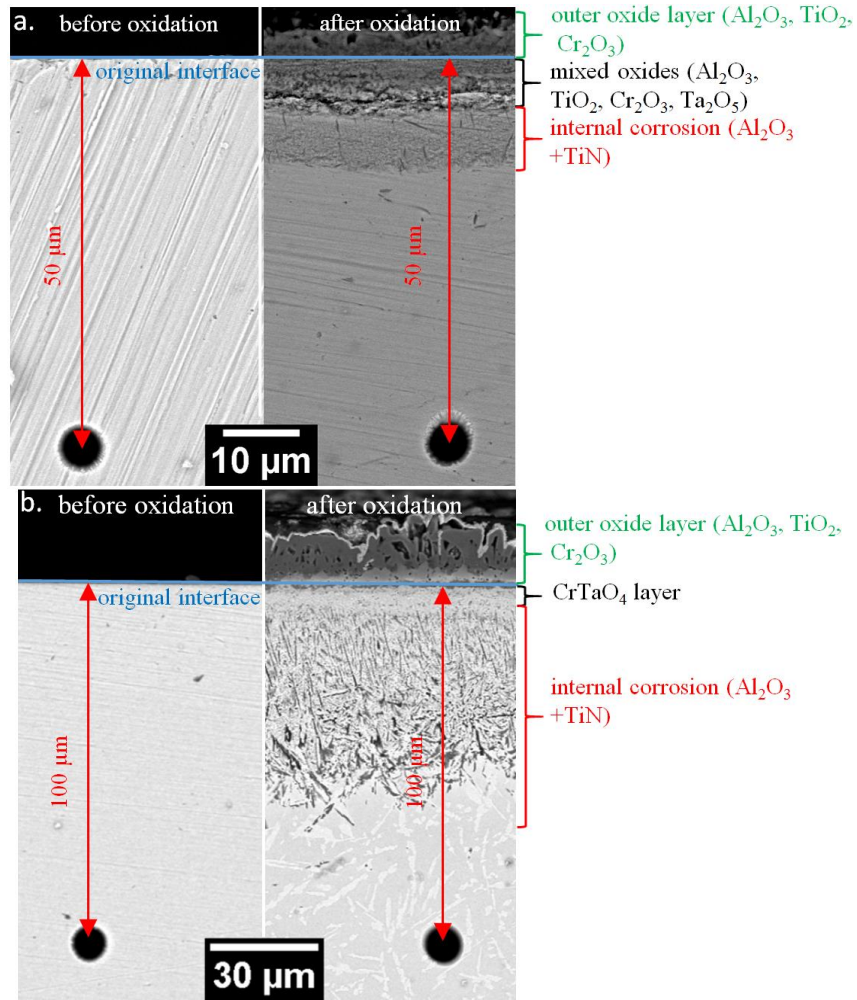 a.
before oxidation
after oxidation
outer oxide layer (Al₂O₃, TiO₂,
Cr₂O₃)
original interface
mixed oxides (Al₂O₃,
TiO₂, Cr₂O₃, Ta₂O₅)
internal corrosion (Al₂O₃
+TiN)
50 μm
50 μm
10 μm
b.
before oxidation
after oxidation
outer oxide layer (Al₂O₃, TiO₂,
Cr₂O₃)
original interface
CrTaO₄ layer
internal corrosion (Al₂O₃
+TiN)
100 μm
100 μm
30 μm